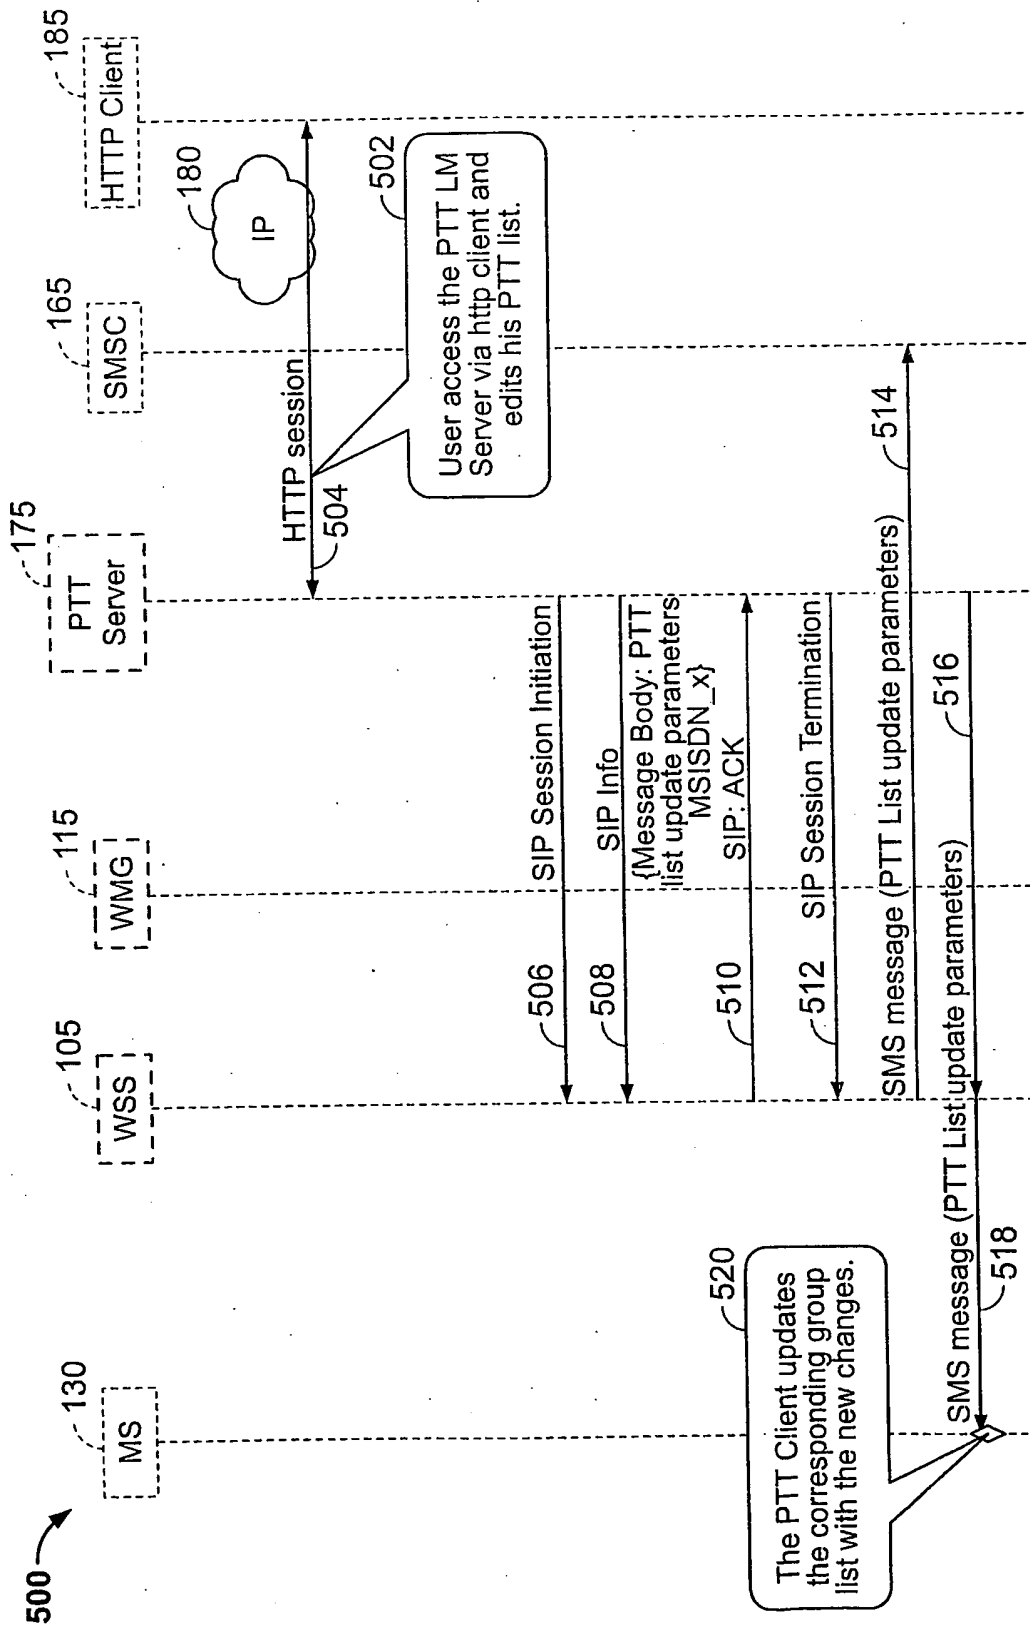 500
MS
130
WSS
105
WMG
115
PTT
Server
175
SMSC
165
HTTP Client
185
HTTP session
504
IP
180
502
User access the PTT LM
Server via http client and
edits his PTT list.
SIP Session Initiation
506
SIP Info
508
{Message Body: PTT
list update parameters
MSISDN_x}
SIP: ACK
510
SIP Session Termination
512
SMS message (PTT List update parameters)
514
516
SMS message (PTT List update parameters)
518
520
The PTT Client updates
the corresponding group
list with the new changes.